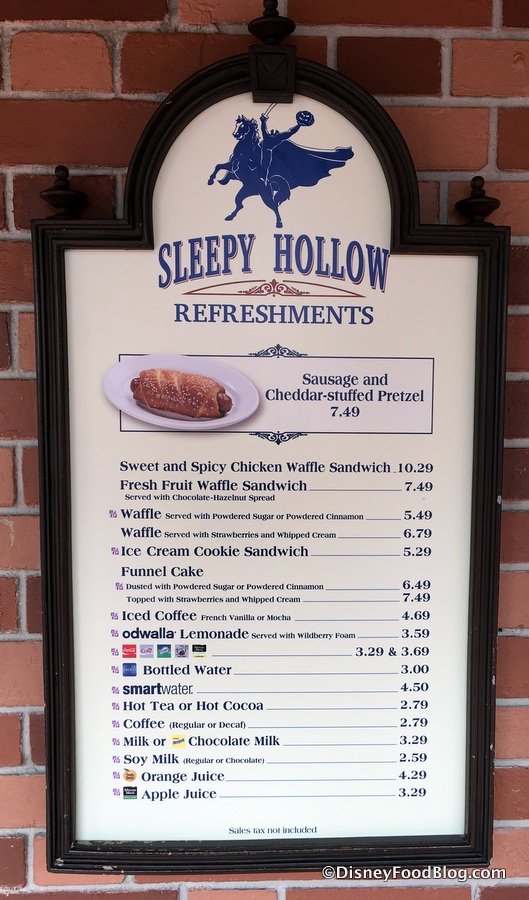 SLEEPY HOLLOW
REFRESHMENTS
Sausage and
Cheddar-stuffed Pretzel
7.49
Sweet and Spicy Chicken Waffle Sandwich 10.29
Fresh Fruit Waffle Sandwich 7.49
Served with Chocolate-Hazelnut Spread
Waffle Served with Powdered Sugar or Powdered Cinnamon 5.49
Waffle Served with Strawberries and Whipped Cream 6.79
Ice Cream Cookie Sandwich 5.29
Funnel Cake
Dusted with Powdered Sugar or Powdered Cinnamon 6.49
Topped with Strawberries and Whipped Cream 7.49
Iced Coffee French Vanilla or Mocha 4.69
odwalla Lemonade Served with Wildberry Foam 3.59
3.29 & 3.69
Bottled Water 3.00
smartwater. 4.50
Hot Tea or Hot Cocoa 2.79
Coffee (Regular or Decaf) 2.79
Milk or Chocolate Milk 3.29
Soy Milk (Regular or Chocolate) 2.59
Orange Juice 4.29
Apple Juice 3.29
Sales tax not included
©DisneyFoodBlog.com